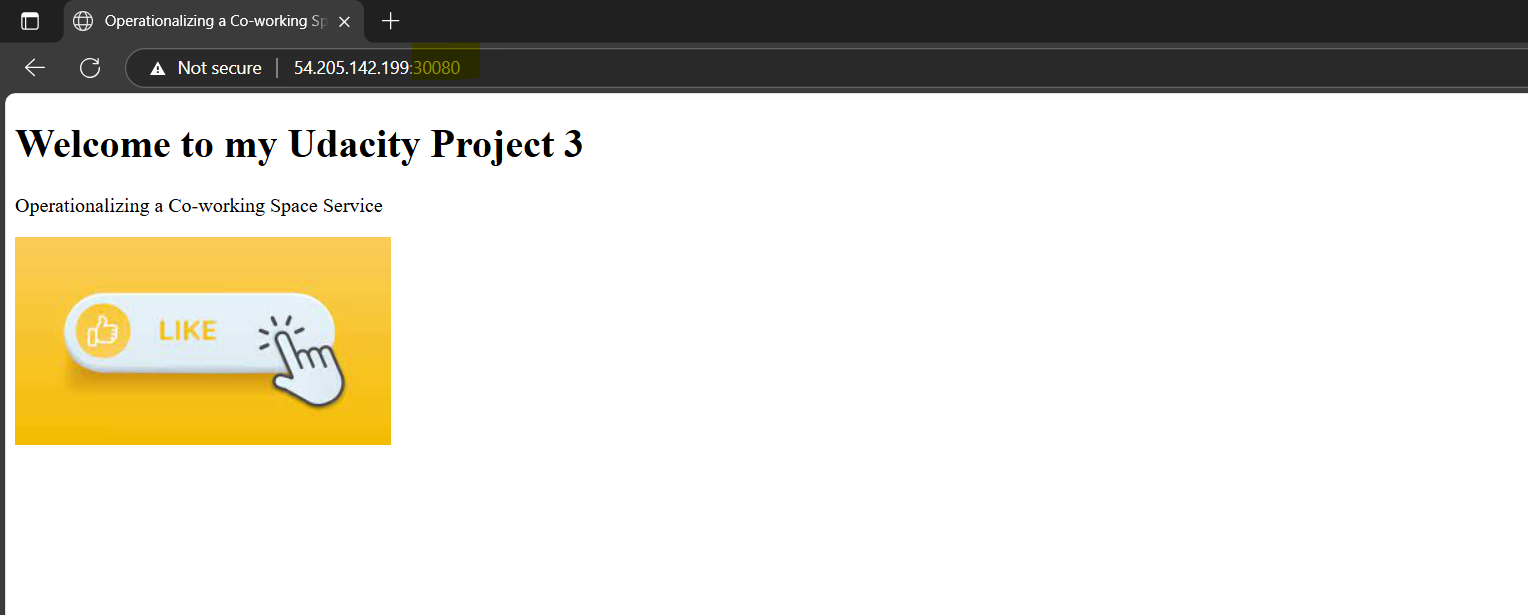 Operationalizing a Co-working Sp
Not secure
54.205.142.199:30080
Welcome to my Udacity Project 3
Operationalizing a Co-working Space Service
LIKE